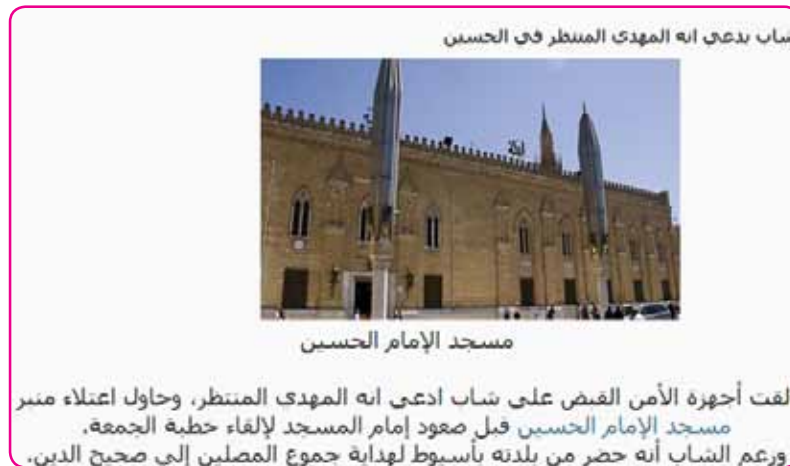 شاب يدعى انه المهدى المنتظر في الحسين
مسجد الإمام الحسين
لقت أجهزة الأمن القبض على شاب ادعى انه المهدى المنتظر، وحاول اعتلاء منبر
مسجد الإمام الحسين قبل صعود إمام المسجد لإلقاء خطبة الجمعة.
ورعم الشاب أنه حضر من بلدته بأسيوط لهداية جموع المصلين إلى صحيح الدين.